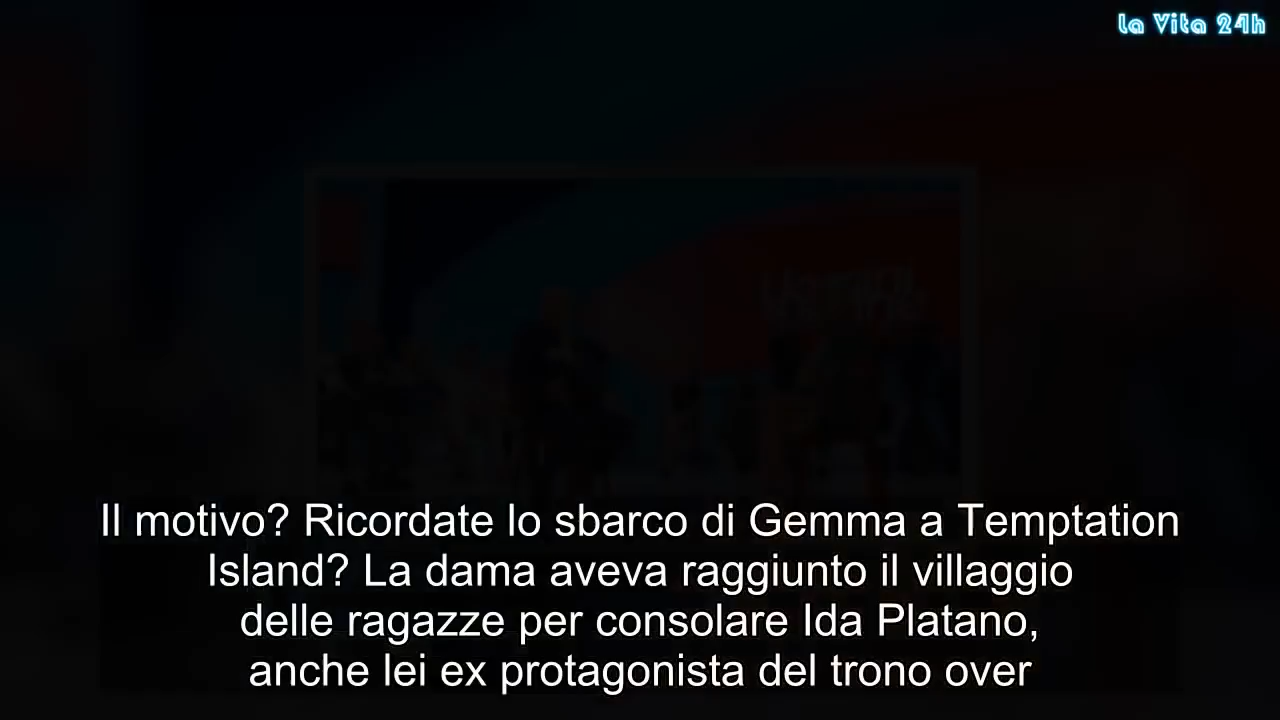 La Vita 24h
Il motivo? Ricordate lo sbarco di Gemma a Temptation
Island? La dama aveva raggiunto il villaggio
delle ragazze per consolare Ida Platano,
anche lei ex protagonista del trono over